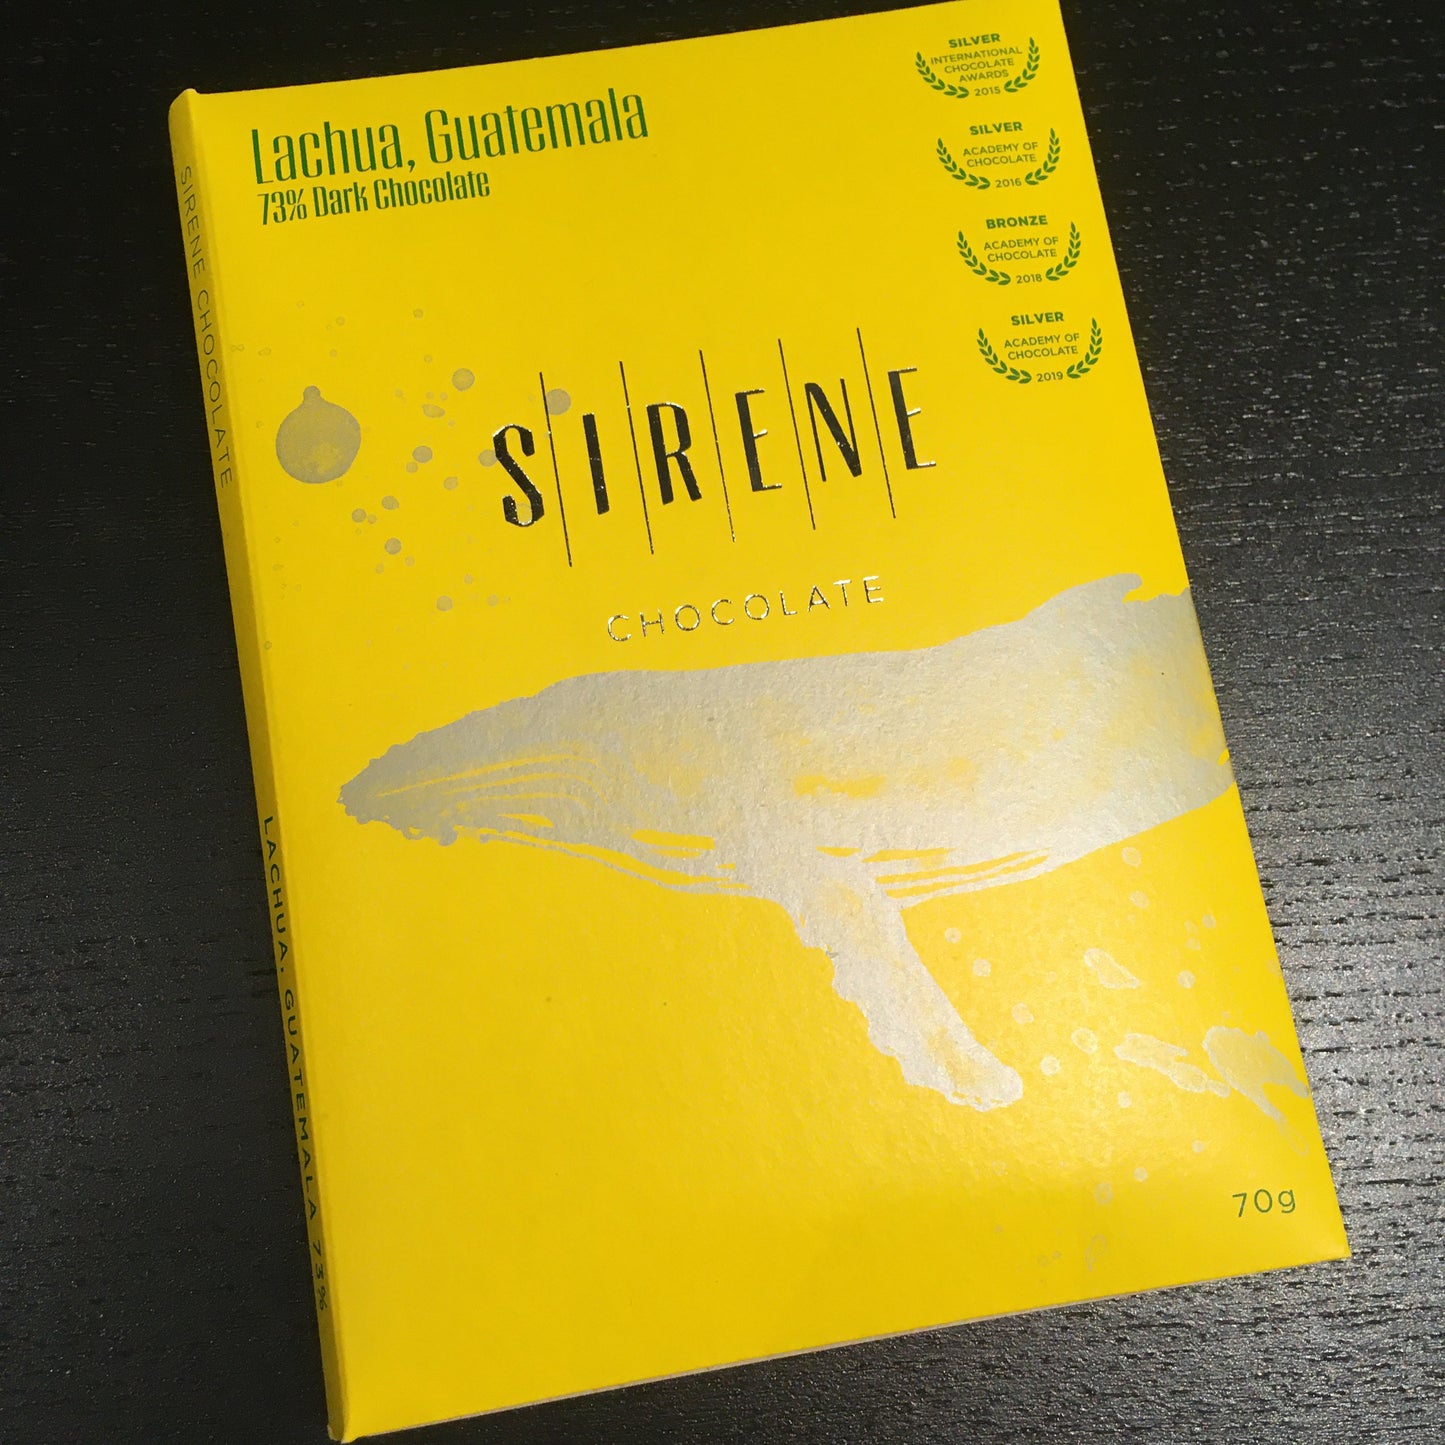 Lachua, Guatemala
73% Dark Chocolate
SILVER
INTERNATIONAL
CHOCOLATE
AWARDS
2015
SILVER
ACADEMY OF
CHOCOLATE
2016
BRONZE
ACADEMY OF
CHOCOLATE
2018
SILVER
ACADEMY OF
CHOCOLATE
2019
SIRENE
CHOCOLATE
70g
SIRENE CHOCOLATE
LACHUA, GUATEMALA 73%